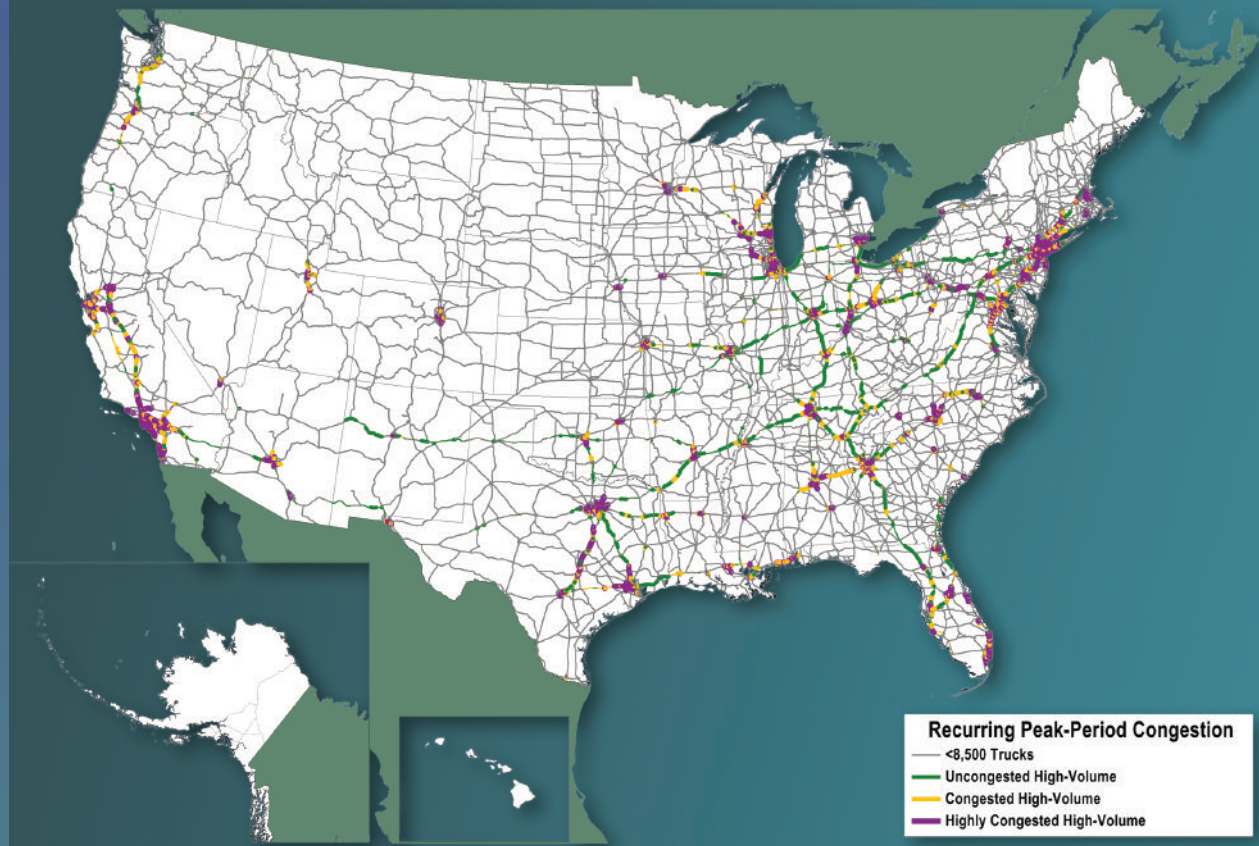 Recurring Peak-Period Congestion
<8,500 Trucks
Uncongested High-Volume
Congested High-Volume
Highly Congested High-Volume